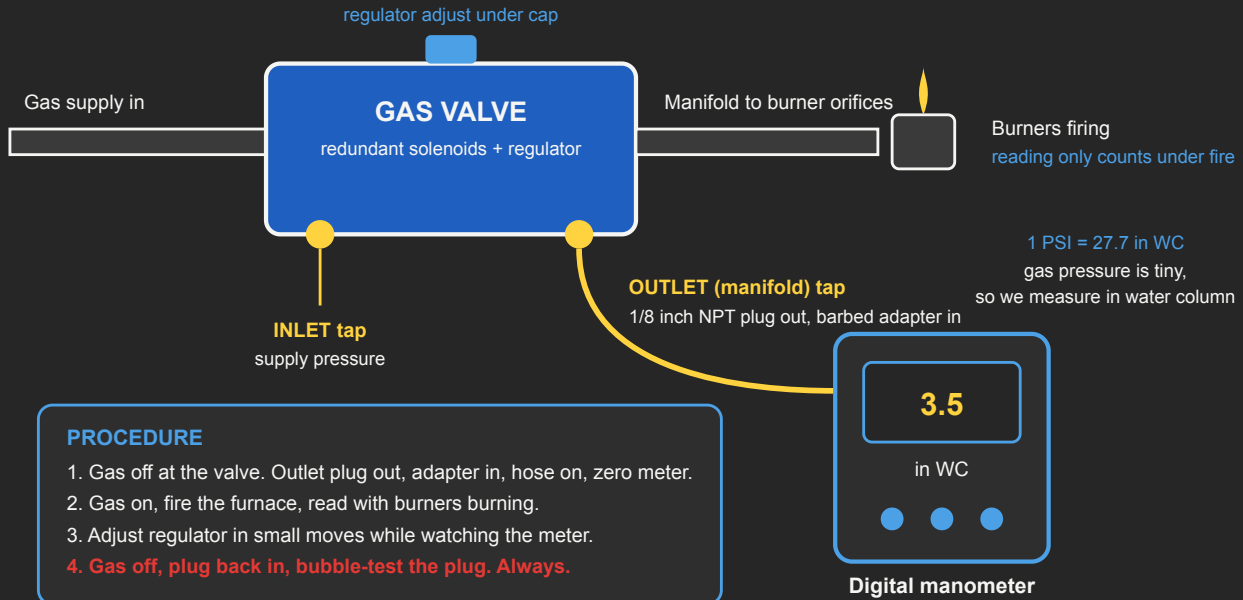 regulator adjust under cap
Gas supply in
GAS VALVE
redundant solenoids + regulator
Manifold to burner orifices
Burners firing
reading only counts under fire
1 PSI = 27.7 in WC
gas pressure is tiny,
so we measure in water column
OUTLET (manifold) tap
1/8 inch NPT plug out, barbed adapter in
INLET tap
supply pressure
3.5
in WC
Digital manometer
PROCEDURE
1. Gas off at the valve. Outlet plug out, adapter in, hose on, zero meter.
2. Gas on, fire the furnace, read with burners burning.
3. Adjust regulator in small moves while watching the meter.
4. Gas off, plug back in, bubble-test the plug. Always.